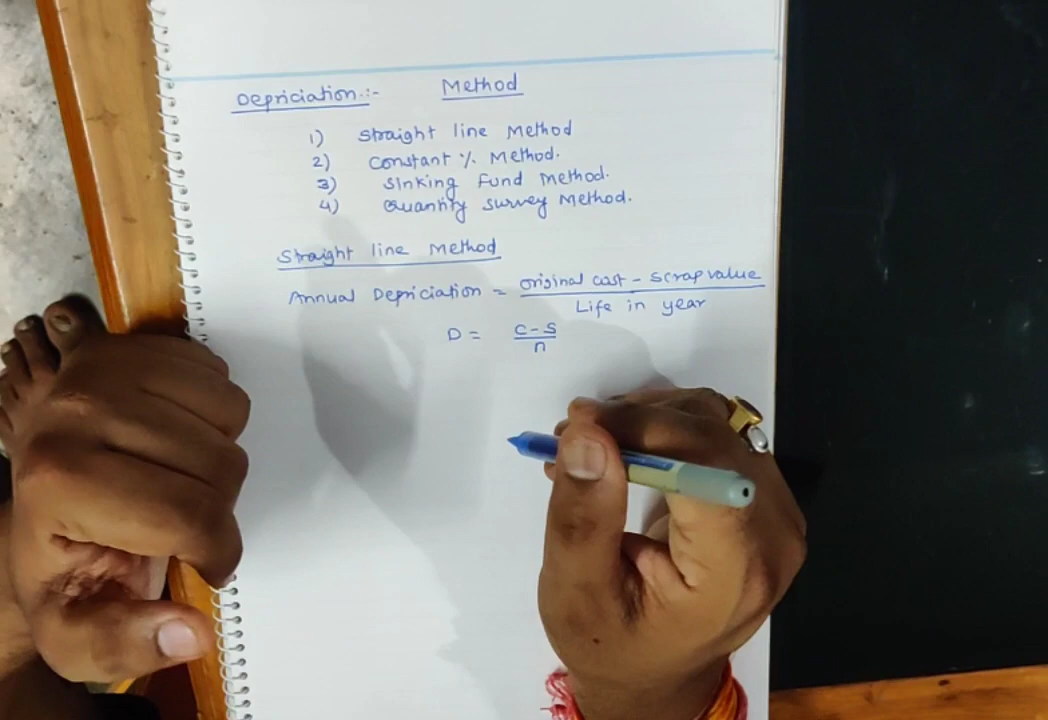 Depriciation:- Method
1) Straight line Method
2) Constant % Method.
3) Sinking Fund Method.
4) Quantity Survey Method.
Straight line Method
Annual Depriciation = original cost - scrap value / Life in year
D = C-S / n